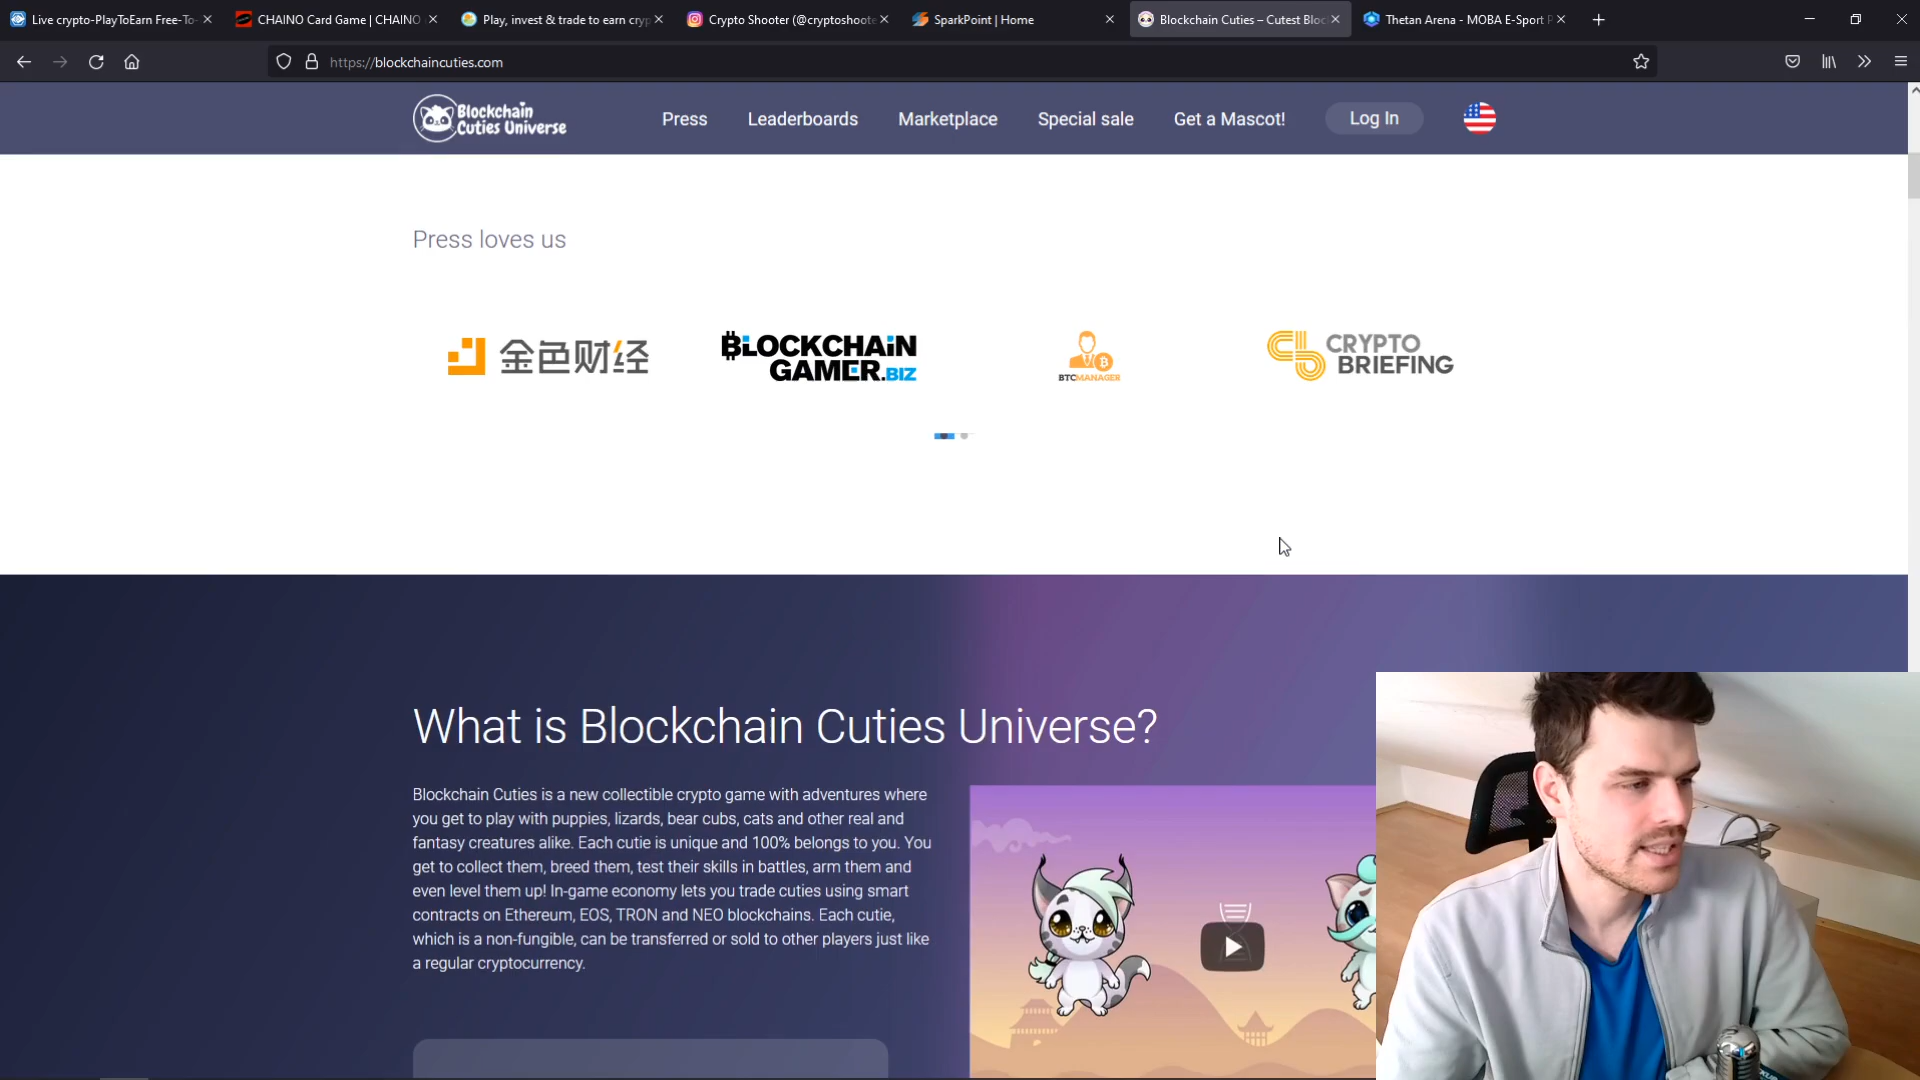 Live crypto-PlayToEarn Free-To-
CHAINO Card Game | CHAINO
Play, invest & trade to earn cryp
Crypto Shooter (@cryptoshoote
SparkPoint | Home
Blockchain Cuties – Cutest Bloc
Thetan Arena - MOBA E-Sport P
https://blockchaincuties.com
Blockchain
Cuties Universe
Press
Leaderboards
Marketplace
Special sale
Get a Mascot!
Log In
Press loves us
金色财经
BLOCKCHAIN
GAMER.BIZ
BTCMANAGER
CRYPTO
BRIEFING
What is Blockchain Cuties Universe?
Blockchain Cuties is a new collectible crypto game with adventures where
you get to play with puppies, lizards, bear cubs, cats and other real and
fantasy creatures alike. Each cutie is unique and 100% belongs to you. You
get to collect them, breed them, test their skills in battles, arm them and
even level them up! In-game economy lets you trade cuties using smart
contracts on Ethereum, EOS, TRON and NEO blockchains. Each cutie,
which is a non-fungible, can be transferred or sold to other players just like
a regular cryptocurrency.